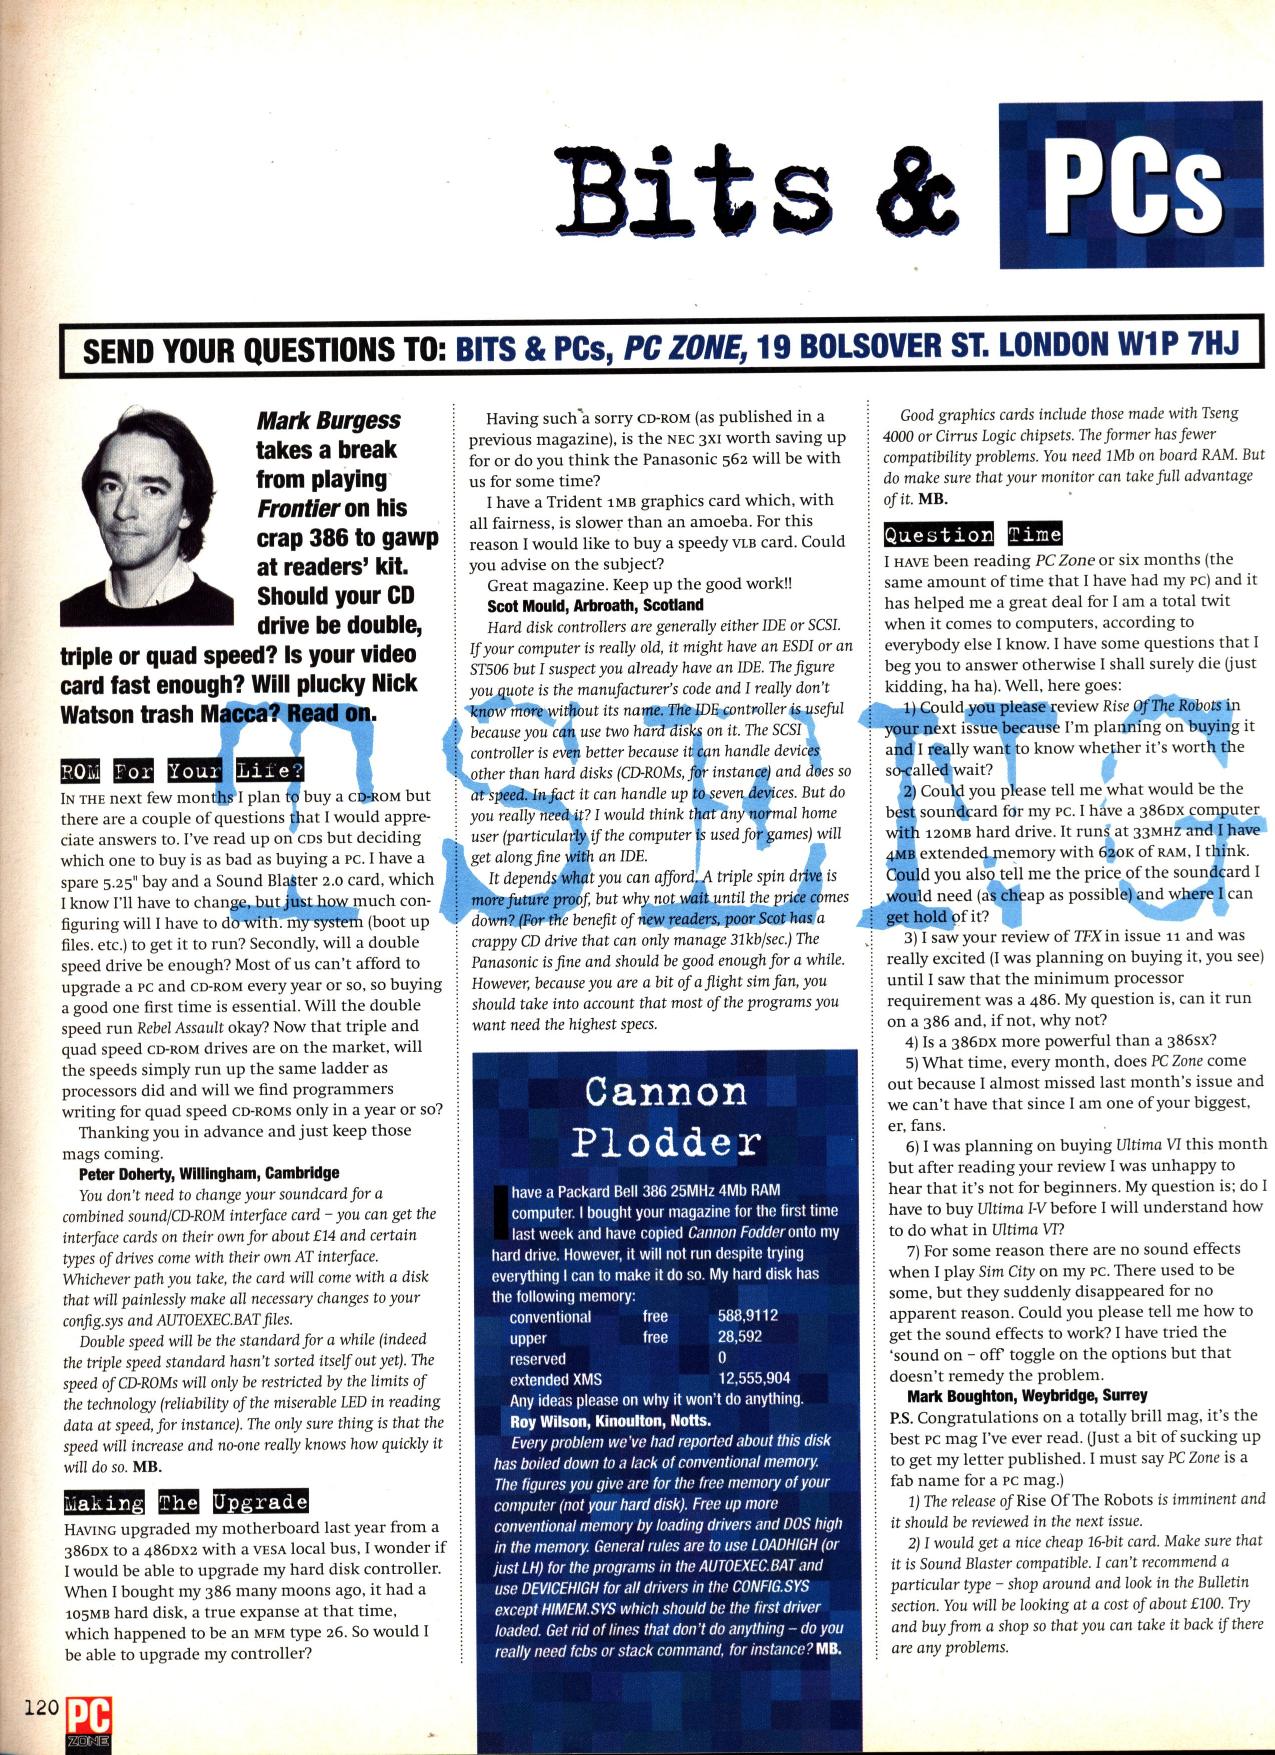 Bits & PCs
SEND YOUR QUESTIONS TO: BITS & PCs, PC ZONE, 19 BOLSOVER ST. LONDON W1P 7HJ
Mark Burgess
takes a break
from playing
Frontier on his
crap 386 to gawp
at readers' kit.
Should your CD
drive be double,
triple or quad speed? Is your video
card fast enough? Will plucky Nick
Watson trash Macca? Read on.
ROM For Your Life?
IN THE next few months I plan to buy a CD-ROM but
there are a couple of questions that I would appre-
ciate answers to. I've read up on CDs but deciding
which one to buy is as bad as buying a PC. I have a
spare 5.25" bay and a Sound Blaster 2.0 card, which
I know I'll have to change, but just how much con-
figuring will I have to do with. my system (boot up
files. etc.) to get it to run? Secondly, will a double
speed drive be enough? Most of us can't afford to
upgrade a PC and CD-ROM every year or so, so buying
a good one first time is essential. Will the double
speed run Rebel Assault okay? Now that triple and
quad speed CD-ROM drives are on the market, will
the speeds simply run up the same ladder as
processors did and will we find programmers
writing for quad speed CD-ROMs only in a year or so?
Thanking you in advance and just keep those
mags coming.
Peter Doherty, Willingham, Cambridge
You don't need to change your soundcard for a
combined sound/CD-ROM interface card – you can get the
interface cards on their own for about £14 and certain
types of drives come with their own AT interface.
Whichever path you take, the card will come with a disk
that will painlessly make all necessary changes to your
config.sys and AUTOEXEC.BAT files.
Double speed will be the standard for a while (indeed
the triple speed standard hasn't sorted itself out yet). The
speed of CD-ROMs will only be restricted by the limits of
the technology (reliability of the miserable LED in reading
data at speed, for instance). The only sure thing is that the
speed will increase and no-one really knows how quickly it
will do so. MB.
Making The Upgrade
HAVING upgraded my motherboard last year from a
386DX to a 486DX2 with a VESA local bus, I wonder if
I would be able to upgrade my hard disk controller.
When I bought my 386 many moons ago, it had a
105MB hard disk, a true expanse at that time,
which happened to be an MFM type 26. So would I
be able to upgrade my controller?
Having such a sorry CD-ROM (as published in a
previous magazine), is the NEC 3XI worth saving up
for or do you think the Panasonic 562 will be with
us for some time?
I have a Trident 1MB graphics card which, with
all fairness, is slower than an amoeba. For this
reason I would like to buy a speedy VLB card. Could
you advise on the subject?
Great magazine. Keep up the good work!!
Scot Mould, Arbroath, Scotland
Hard disk controllers are generally either IDE or SCSI.
If your computer is really old, it might have an ESDI or an
ST506 but I suspect you already have an IDE. The figure
you quote is the manufacturer's code and I really don't
know more without its name. The IDE controller is useful
because you can use two hard disks on it. The SCSI
controller is even better because it can handle devices
other than hard disks (CD-ROMs, for instance) and does so
at speed. In fact it can handle up to seven devices. But do
you really need it? I would think that any normal home
user (particularly if the computer is used for games) will
get along fine with an IDE.
It depends what you can afford. A triple spin drive is
more future proof, but why not wait until the price comes
down? (For the benefit of new readers, poor Scot has a
crappy CD drive that can only manage 31kb/sec.) The
Panasonic is fine and should be good enough for a while.
However, because you are a bit of a flight sim fan, you
should take into account that most of the programs you
want need the highest specs.
Cannon
Plodder
I have a Packard Bell 386 25MHz 4Mb RAM
computer. I bought your magazine for the first time
last week and have copied Cannon Fodder onto my
hard drive. However, it will not run despite trying
everything I can to make it do so. My hard disk has
the following memory:
conventional free 588,9112
upper free 28,592
reserved 0
extended XMS 12,555,904
Any ideas please on why it won't do anything.
Roy Wilson, Kinoulton, Notts.
Every problem we've had reported about this disk
has boiled down to a lack of conventional memory.
The figures you give are for the free memory of your
computer (not your hard disk). Free up more
conventional memory by loading drivers and DOS high
in the memory. General rules are to use LOADHIGH (or
just LH) for the programs in the AUTOEXEC.BAT and
use DEVICEHIGH for all drivers in the CONFIG.SYS
except HIMEM.SYS which should be the first driver
loaded. Get rid of lines that don't do anything – do you
really need fcbs or stack command, for instance? MB.
Good graphics cards include those made with Tseng
4000 or Cirrus Logic chipsets. The former has fewer
compatibility problems. You need 1Mb on board RAM. But
do make sure that your monitor can take full advantage
of it. MB.
Question Time
I HAVE been reading PC Zone or six months (the
same amount of time that I have had my PC) and it
has helped me a great deal for I am a total twit
when it comes to computers, according to
everybody else I know. I have some questions that I
beg you to answer otherwise I shall surely die (just
kidding, ha ha). Well, here goes:
1) Could you please review Rise Of The Robots in
your next issue because I'm planning on buying it
and I really want to know whether it's worth the
so-called wait?
2) Could you please tell me what would be the
best soundcard for my PC. I have a 386DX computer
with 120MB hard drive. It runs at 33MHZ and I have
4MB extended memory with 620K of RAM, I think.
Could you also tell me the price of the soundcard I
would need (as cheap as possible) and where I can
get hold of it?
3) I saw your review of TFX in issue 11 and was
really excited (I was planning on buying it, you see)
until I saw that the minimum processor
requirement was a 486. My question is, can it run
on a 386 and, if not, why not?
4) Is a 386DX more powerful than a 386SX?
5) What time, every month, does PC Zone come
out because I almost missed last month's issue and
we can't have that since I am one of your biggest,
er, fans.
6) I was planning on buying Ultima VI this month
but after reading your review I was unhappy to
hear that it's not for beginners. My question is; do I
have to buy Ultima I-V before I will understand how
to do what in Ultima VI?
7) For some reason there are no sound effects
when I play Sim City on my PC. There used to be
some, but they suddenly disappeared for no
apparent reason. Could you please tell me how to
get the sound effects to work? I have tried the
'sound on – off' toggle on the options but that
doesn't remedy the problem.
Mark Boughton, Weybridge, Surrey
P.S. Congratulations on a totally brill mag, it's the
best PC mag I've ever read. (Just a bit of sucking up
to get my letter published. I must say PC Zone is a
fab name for a PC mag.)
1) The release of Rise Of The Robots is imminent and
it should be reviewed in the next issue.
2) I would get a nice cheap 16-bit card. Make sure that
it is Sound Blaster compatible. I can't recommend a
particular type – shop around and look in the Bulletin
section. You will be looking at a cost of about £100. Try
and buy from a shop so that you can take it back if there
are any problems.
120 PC ZONE